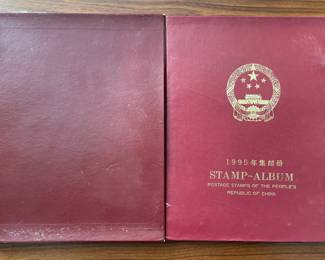 1995年集邮册
STAMP-ALBUM
POSTAGE STAMPS OF THE PEOPLE'S
REPUBLIC OF CHINA